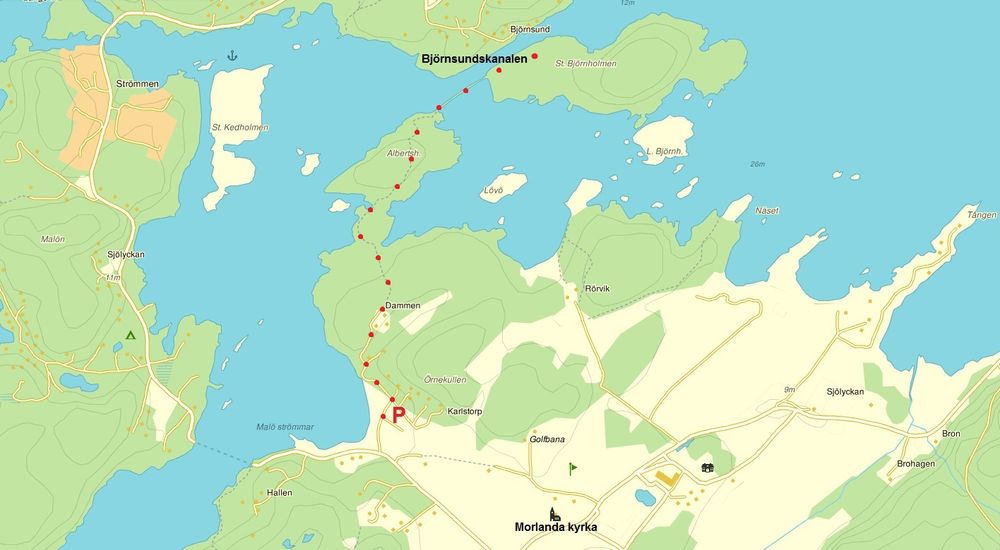 12m
Björnsund
Björnsundskanalen
St. Björnholmen
Strömmen
St. Kedholmen
Albertsh.
L. Björnh.
26m
Lövö
Näset
Tången
Malön
Sjölyckan
11m
Rörvik
Dammen
Örnekullen
9m
Sjölyckan
P
Karlstorp
Malö strömmar
Golfbana
Bron
Brohagen
Hallen
Morlanda kyrka